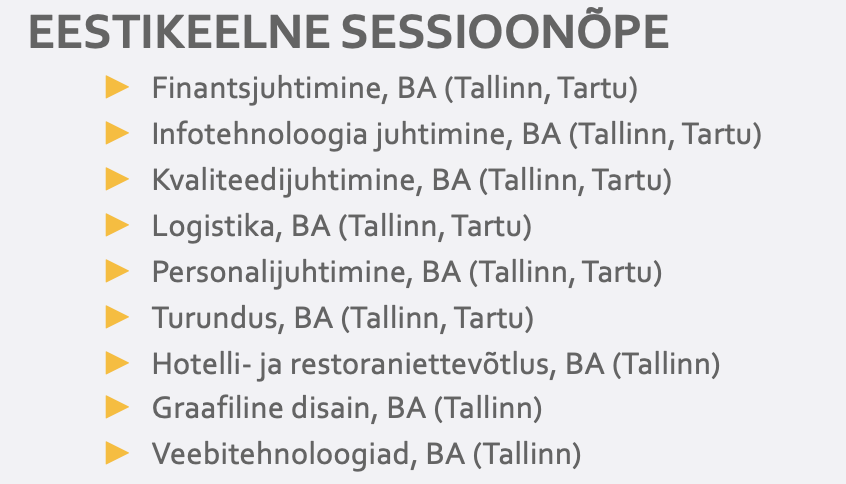 EESTIKEELNE SESSIOONÕPE
Finantsjuhtimine, BA (Tallinn, Tartu)
Infotehnoloogia juhtimine, BA (Tallinn, Tartu)
Kvaliteedijuhtimine, BA (Tallinn, Tartu)
Logistika, BA (Tallinn, Tartu)
Personalijuhtimine, BA (Tallinn, Tartu)
Turundus, BA (Tallinn, Tartu)
Hotelli- ja restoraniettevõtlus, BA (Tallinn)
Graafiline disain, BA (Tallinn)
Veebitehnoloogiad, BA (Tallinn)